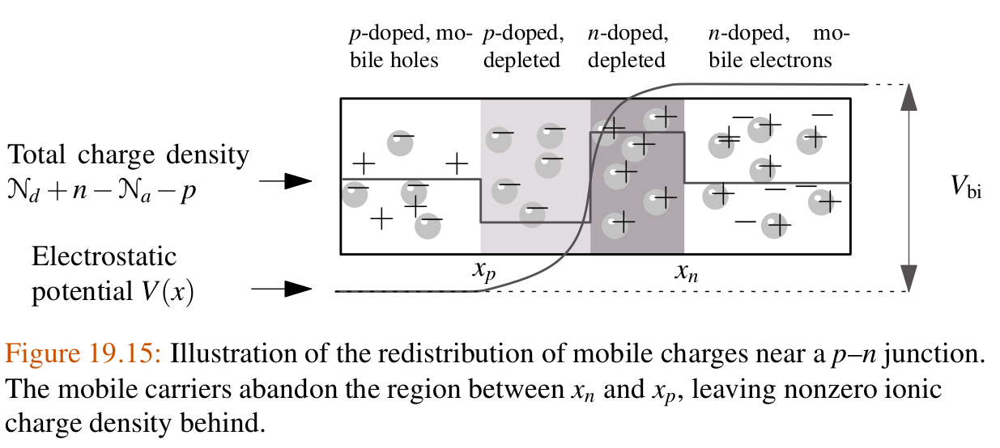 p-doped, mo- p-doped, n-doped, n-doped, mo-
bile holes depleted depleted bile electrons
Total charge density
𝒩d + n − 𝒩a − p
Electrostatic
potential V(x)
xp
xn
Vbi
Figure 19.15: Illustration of the redistribution of mobile charges near a p–n junction.
The mobile carriers abandon the region between xn and xp, leaving nonzero ionic
charge density behind.